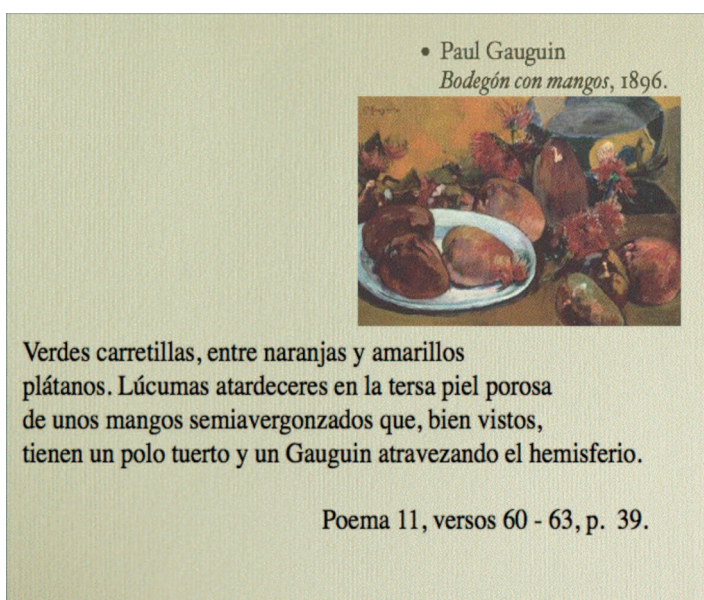 • Paul Gauguin
Bodegón con mangos, 1896.
Verdes carretillas, entre naranjas y amarillos
plátanos. Lúcumas atardeceres en la tersa piel porosa
de unos mangos semiavergonzados que, bien vistos,
tienen un polo tuerto y un Gauguin atravezando el hemisferio.
Poema 11, versos 60 - 63, p. 39.